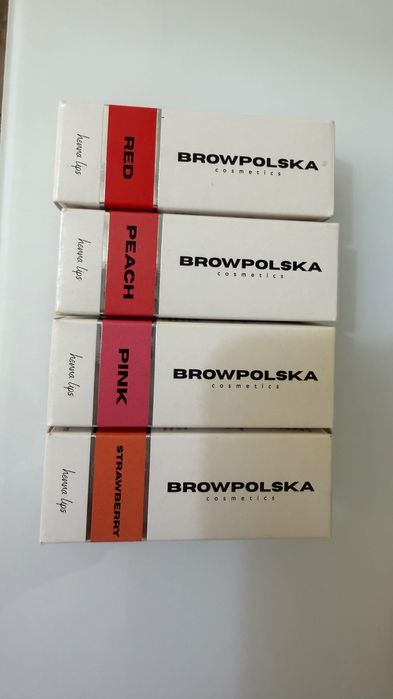 henna lips
RED
BROWPOLSKA
cosmetics
henna lips
PEACH
BROWPOLSKA
cosmetics
henna lips
PINK
BROWPOLSKA
cosmetics
henna lips
STRAWBERRY
BROWPOLSKA
cosmetics